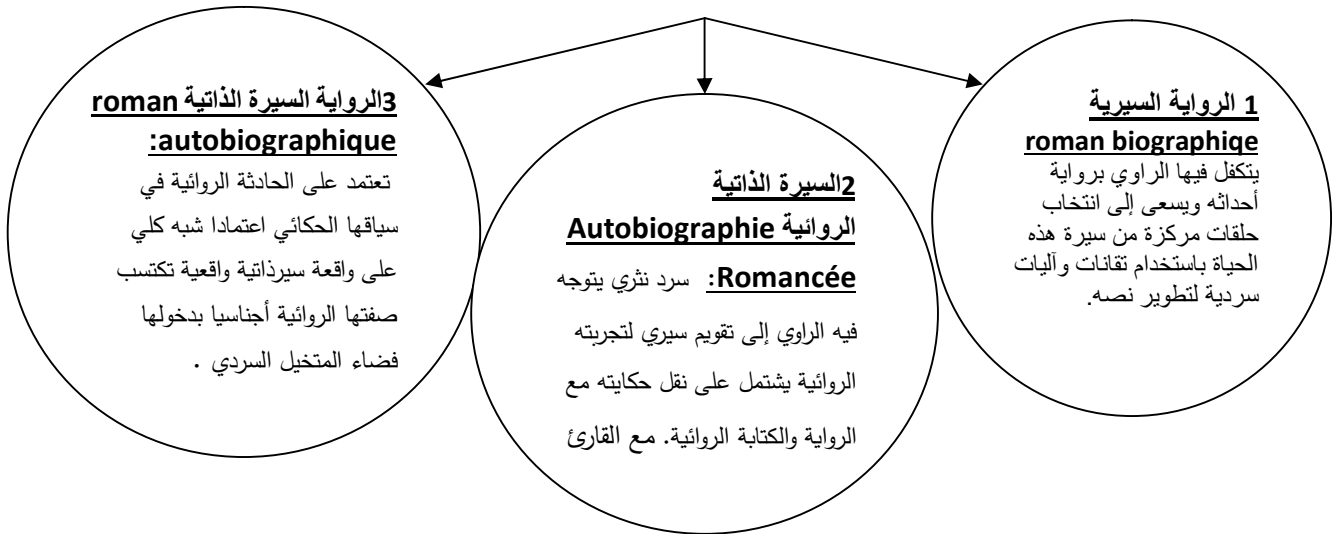 1 الرواية السيرية
roman biographiqe
يتكفل فيها الراوي برواية
أحداثه ويسعى إلى انتخاب
حلقات مركزة من سيرة هذه
الحياة باستخدام تقانات وآليات
سردية لتطوير نصه.
2السيرة الذاتية
الروائية Autobiographie
Romancée: سرد نثري يتوجه
فيه الراوي إلى تقويم سيري لتجربته
الروائية يشتمل على نقل حكايته مع
الرواية والكتابة الروائية. مع القارئ
3الرواية السيرة الذاتية roman
autobiographique:
تعتمد على الحادثة الروائية في
سياقها الحكائي اعتمادا شبه كلي
على واقعة سيرذاتية واقعية تكتسب
صفتها الروائية أجناسيا بدخولها
فضاء المتخيل السردي .